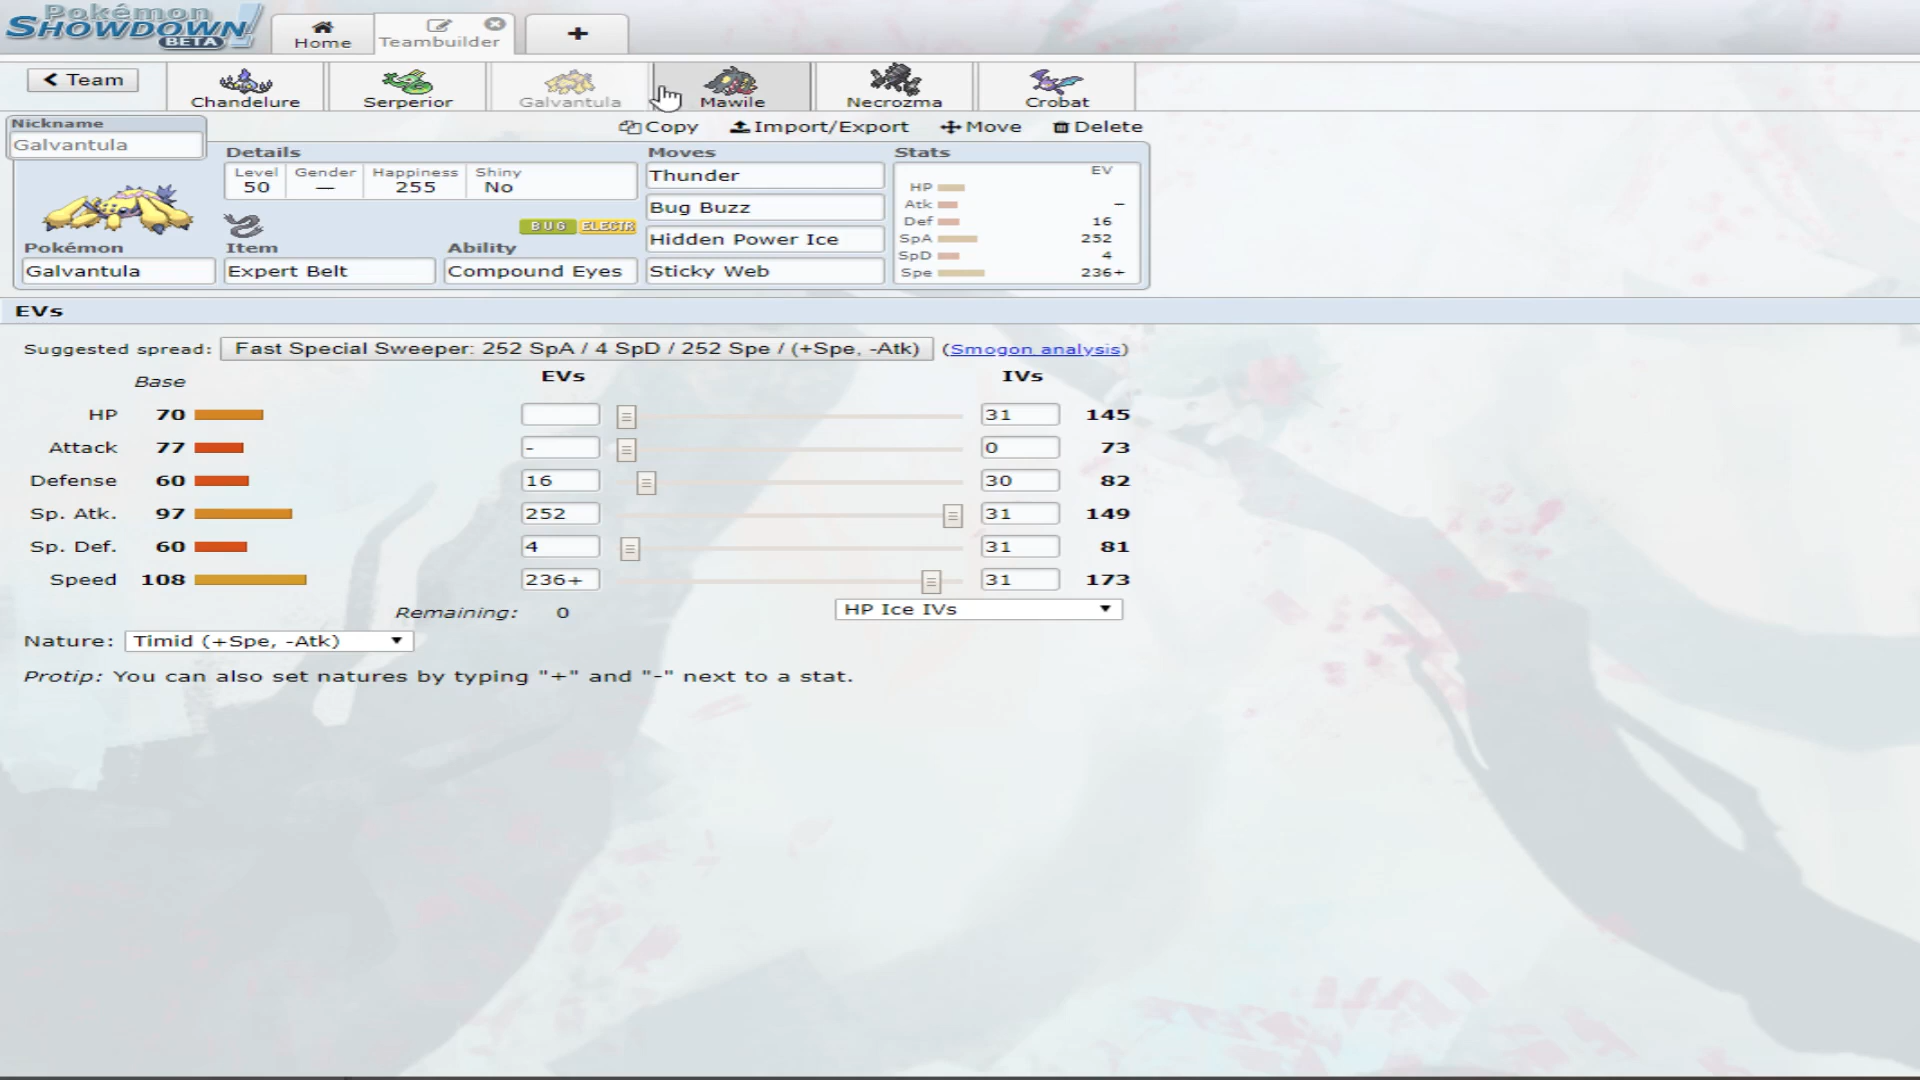 Pokémon
SHOWDOWN!
BETA
Home
Teambuilder
+
< Team
Chandelure
Serperior
Galvantula
Mawile
Necrozma
Crobat
Copy
Import/Export
Move
Delete
Nickname
Galvantula
Details
Level Gender Happiness Shiny
50 — 255 No
BUG ELECTR
Pokémon
Galvantula
Item
Expert Belt
Ability
Compound Eyes
Moves
Thunder
Bug Buzz
Hidden Power Ice
Sticky Web
Stats
EV
HP
Atk –
Def 16
SpA 252
SpD 4
Spe 236+
EVs
Suggested spread: Fast Special Sweeper: 252 SpA / 4 SpD / 252 Spe / (+Spe, -Atk) (Smogon analysis)
Base EVs IVs
HP 70 31 145
Attack 77 - 0 73
Defense 60 16 30 82
Sp. Atk. 97 252 31 149
Sp. Def. 60 4 31 81
Speed 108 236+ 31 173
Remaining: 0 HP Ice IVs
Nature: Timid (+Spe, -Atk)
Protip: You can also set natures by typing "+" and "-" next to a stat.